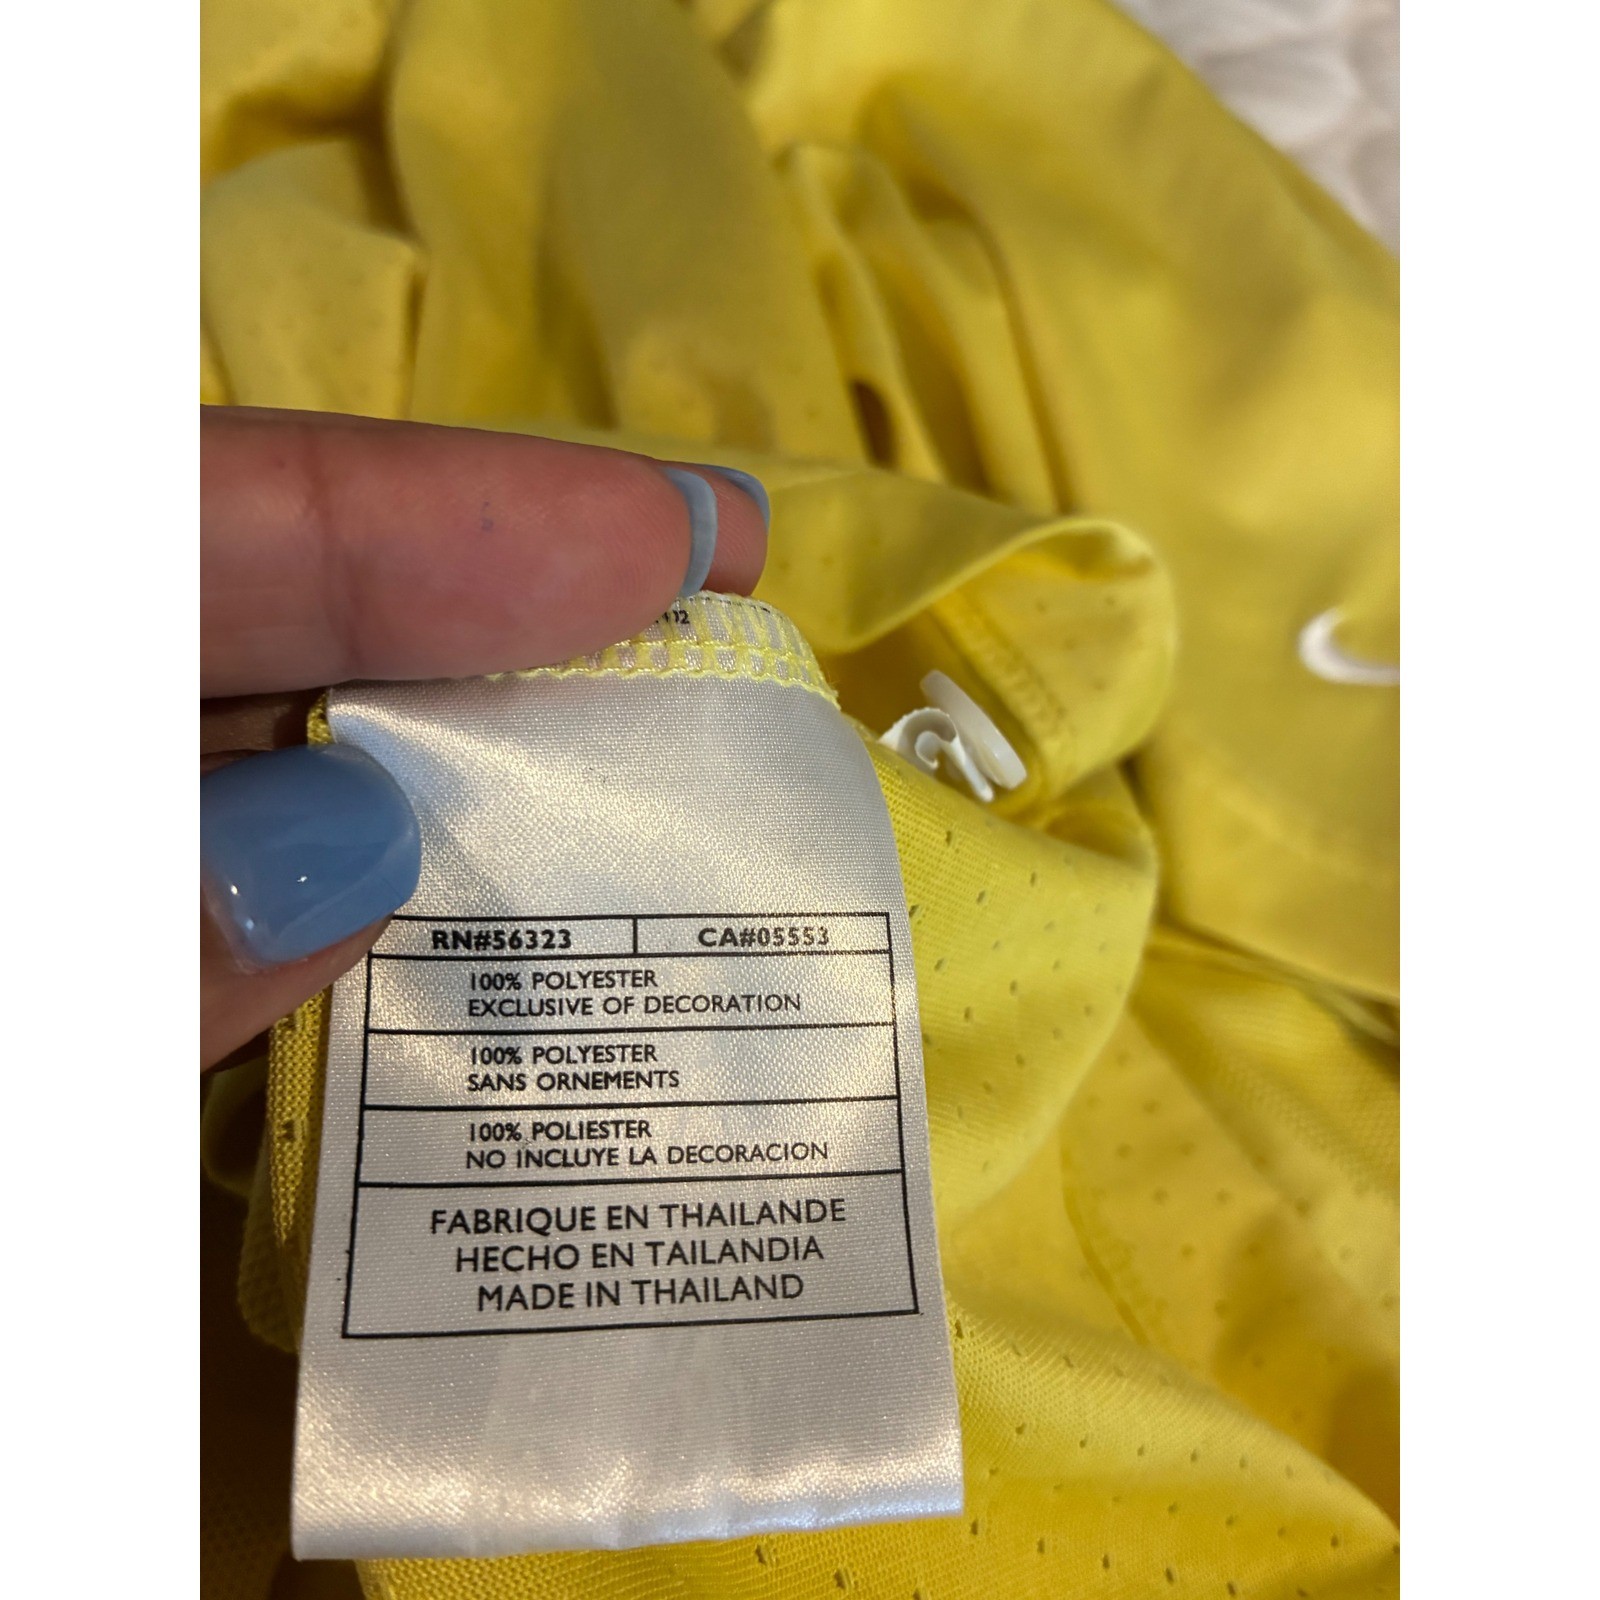 RN#56323 CA#05553
100% POLYESTER
EXCLUSIVE OF DECORATION
100% POLYESTER
SANS ORNEMENTS
100% POLIESTER
NO INCLUYE LA DECORACION
FABRIQUE EN THAILANDE
HECHO EN TAILANDIA
MADE IN THAILAND